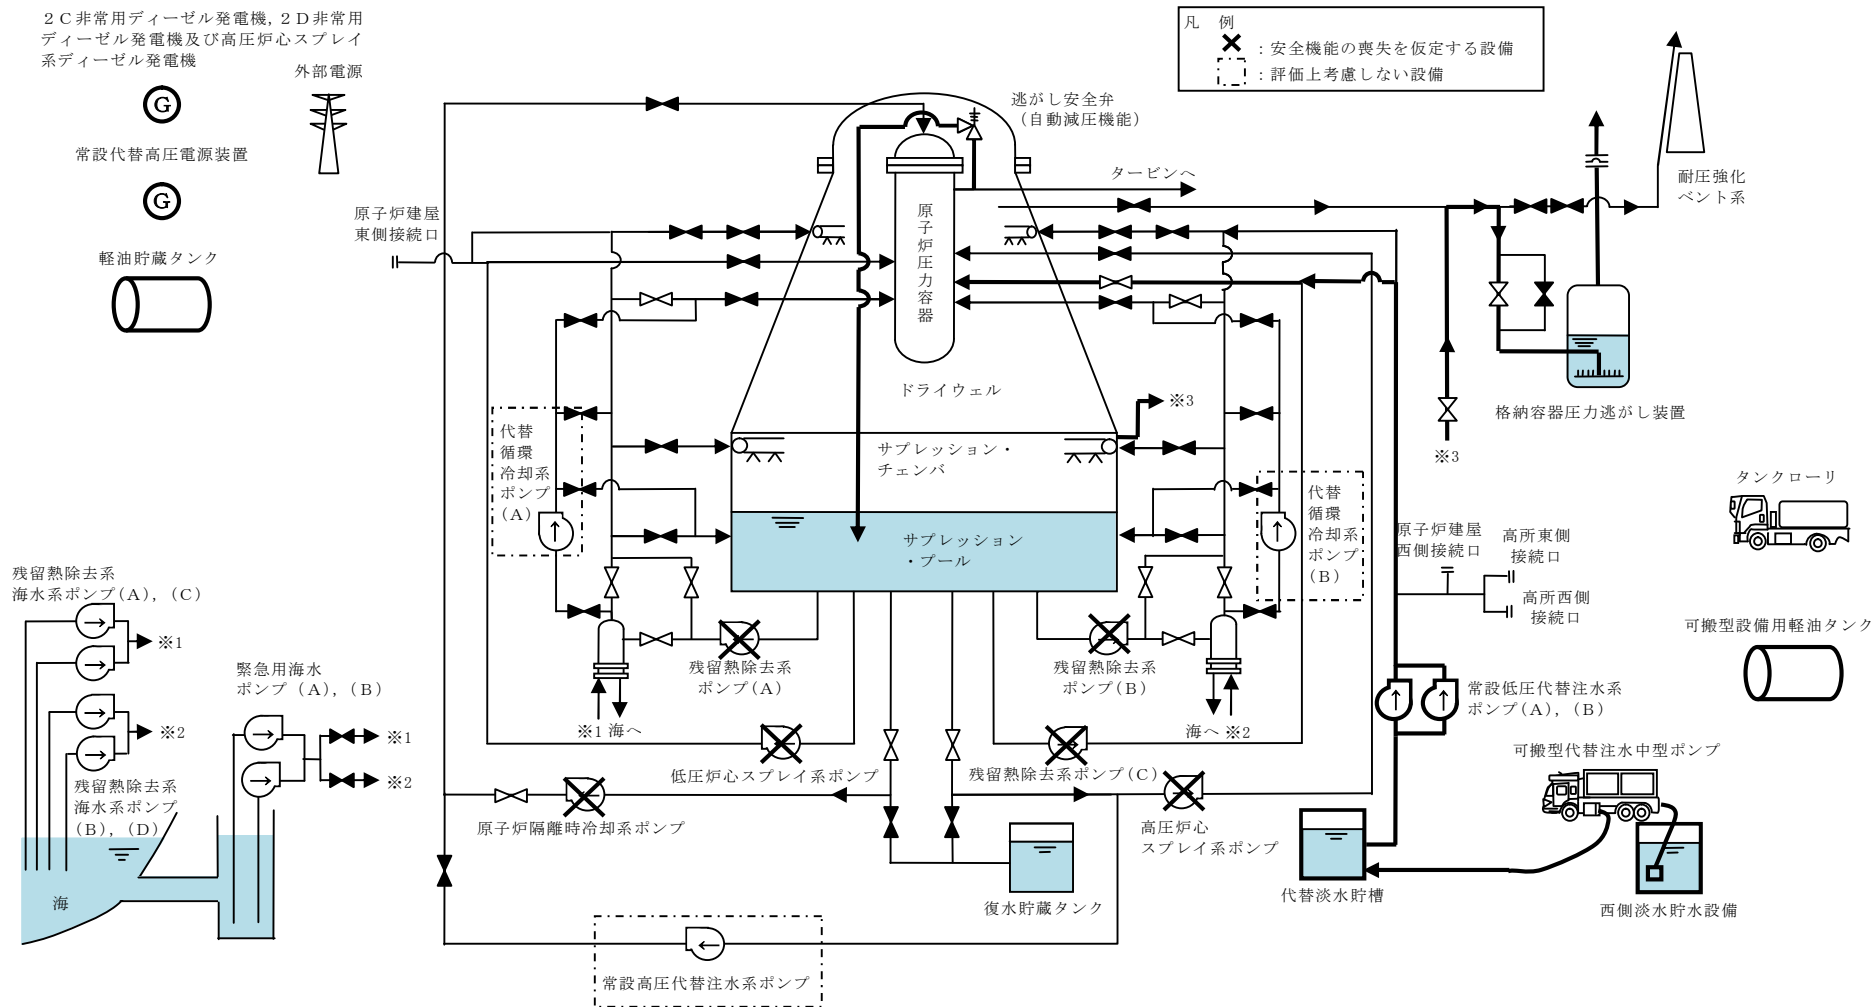 ２Ｃ非常用ディーゼル発電機，２Ｄ非常用
ディーゼル発電機及び高圧炉心スプレイ
系ディーゼル発電機
外部電源
G
常設代替高圧電源装置
G
軽油貯蔵タンク
凡　例
：安全機能の喪失を仮定する設備
：評価上考慮しない設備
逃がし安全弁
（自動減圧機能）
タービンへ
耐圧強化
ベント系
原子炉建屋
東側接続口
原子炉圧力容器
ドライウェル
格納容器圧力逃がし装置
※3
※3
サプレッション・
チェンバ
サプレッション
・プール
代替
循環
冷却系
ポンプ
（A）
代替
循環
冷却系
ポンプ
（B）
タンクローリ
原子炉建屋
西側接続口
高所東側
接続口
高所西側
接続口
可搬型設備用軽油タンク
残留熱除去系
海水系ポンプ（A），（C）
※1
※2
残留熱除去系
海水系ポンプ
（B），（D）
海
緊急用海水
ポンプ（A），（B）
※1
※2
残留熱除去系
ポンプ（A）
※1 海へ
残留熱除去系
ポンプ（B）
海へ ※2
常設低圧代替注水系
ポンプ（A），（B）
可搬型代替注水中型ポンプ
低圧炉心スプレイ系ポンプ
残留熱除去系ポンプ（C）
原子炉隔離時冷却系ポンプ
高圧炉心
スプレイ系ポンプ
復水貯蔵タンク
代替淡水貯槽
西側淡水貯水設備
常設高圧代替注水系ポンプ